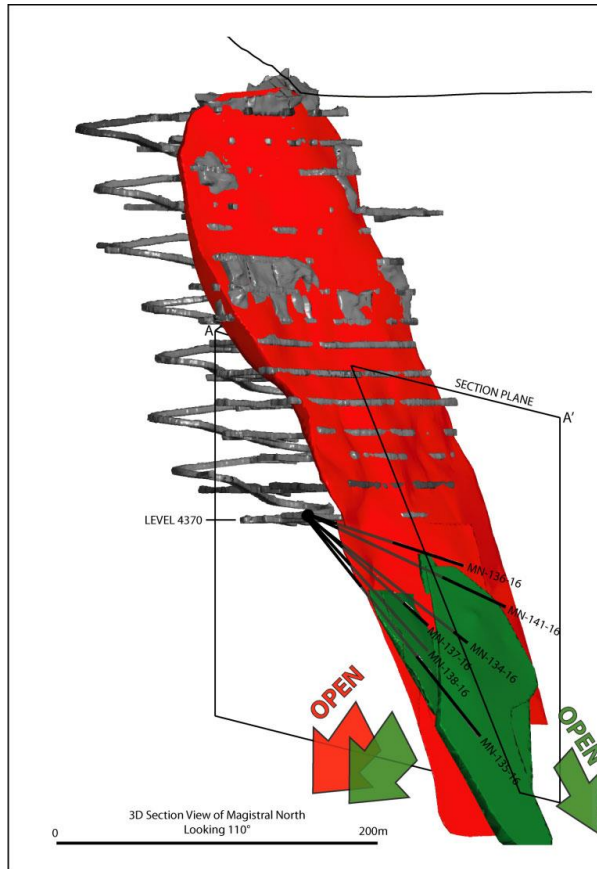 A
SECTION PLANE
A'
LEVEL 4370
MN-136-16
MN-141-16
MN-134-16
MN-137-16
MN-138-16
MN-135-16
OPEN
OPEN
3D Section View of Magistral North
Looking 110°
0
200m